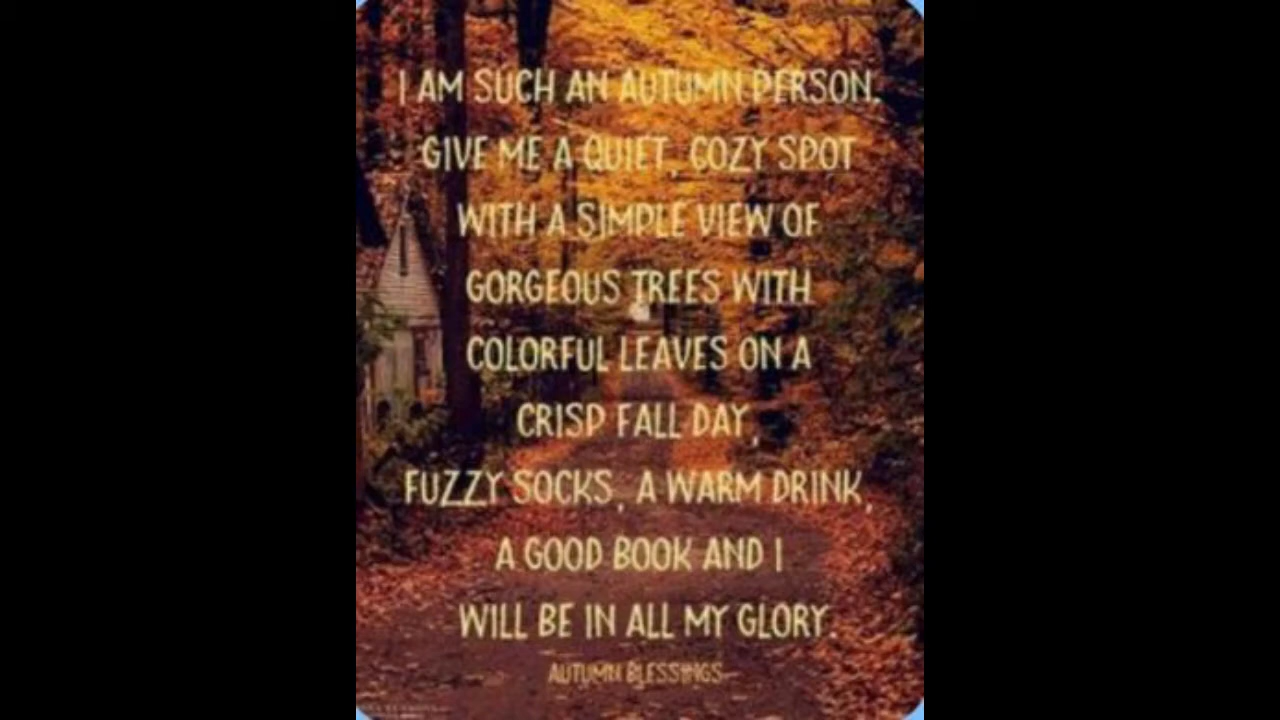 I AM SUCH AN AUTUMN PERSON.
GIVE ME A QUIET, COZY SPOT
WITH A SIMPLE VIEW OF
GORGEOUS TREES WITH
COLORFUL LEAVES ON A
CRISP FALL DAY,
FUZZY SOCKS, A WARM DRINK,
A GOOD BOOK AND I
WILL BE IN ALL MY GLORY.
AUTUMN BLESSINGS